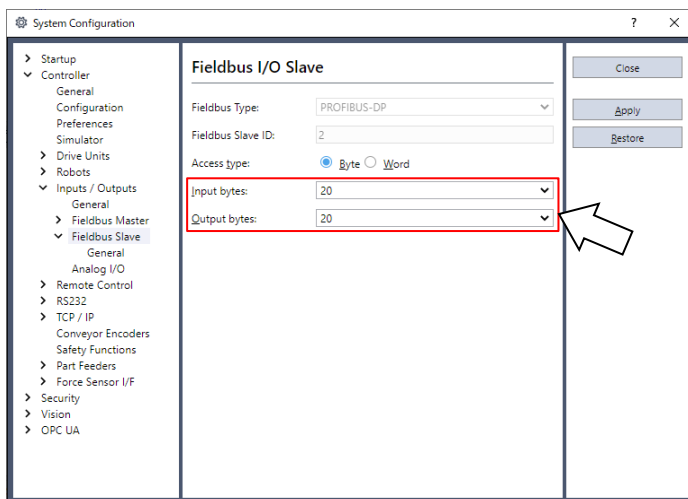 System Configuration
?
Startup
Controller
General
Configuration
Preferences
Simulator
Drive Units
Robots
Inputs / Outputs
General
Fieldbus Master
Fieldbus Slave
General
Analog I/O
Remote Control
RS232
TCP / IP
Conveyor Encoders
Safety Functions
Part Feeders
Force Sensor I/F
Security
Vision
OPC UA
Fieldbus I/O Slave
Fieldbus Type: PROFIBUS-DP
Fieldbus Slave ID: 2
Access type: Byte Word
Input bytes: 20
Output bytes: 20
Close
Apply
Restore